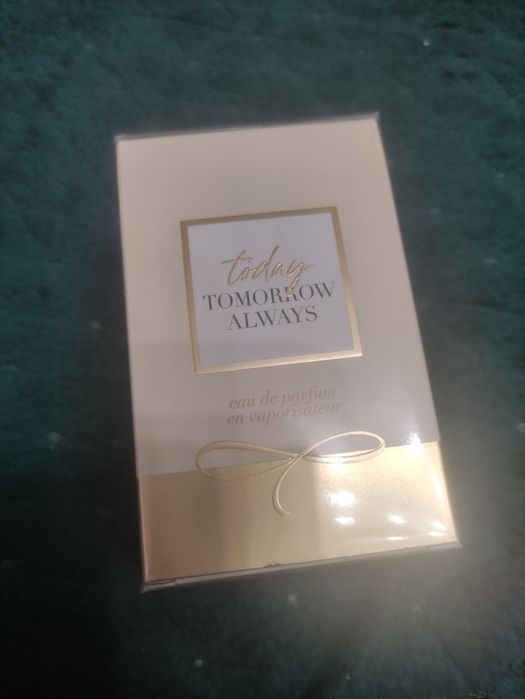 today
TOMORROW
ALWAYS
eau de parfum
en vaporisateur